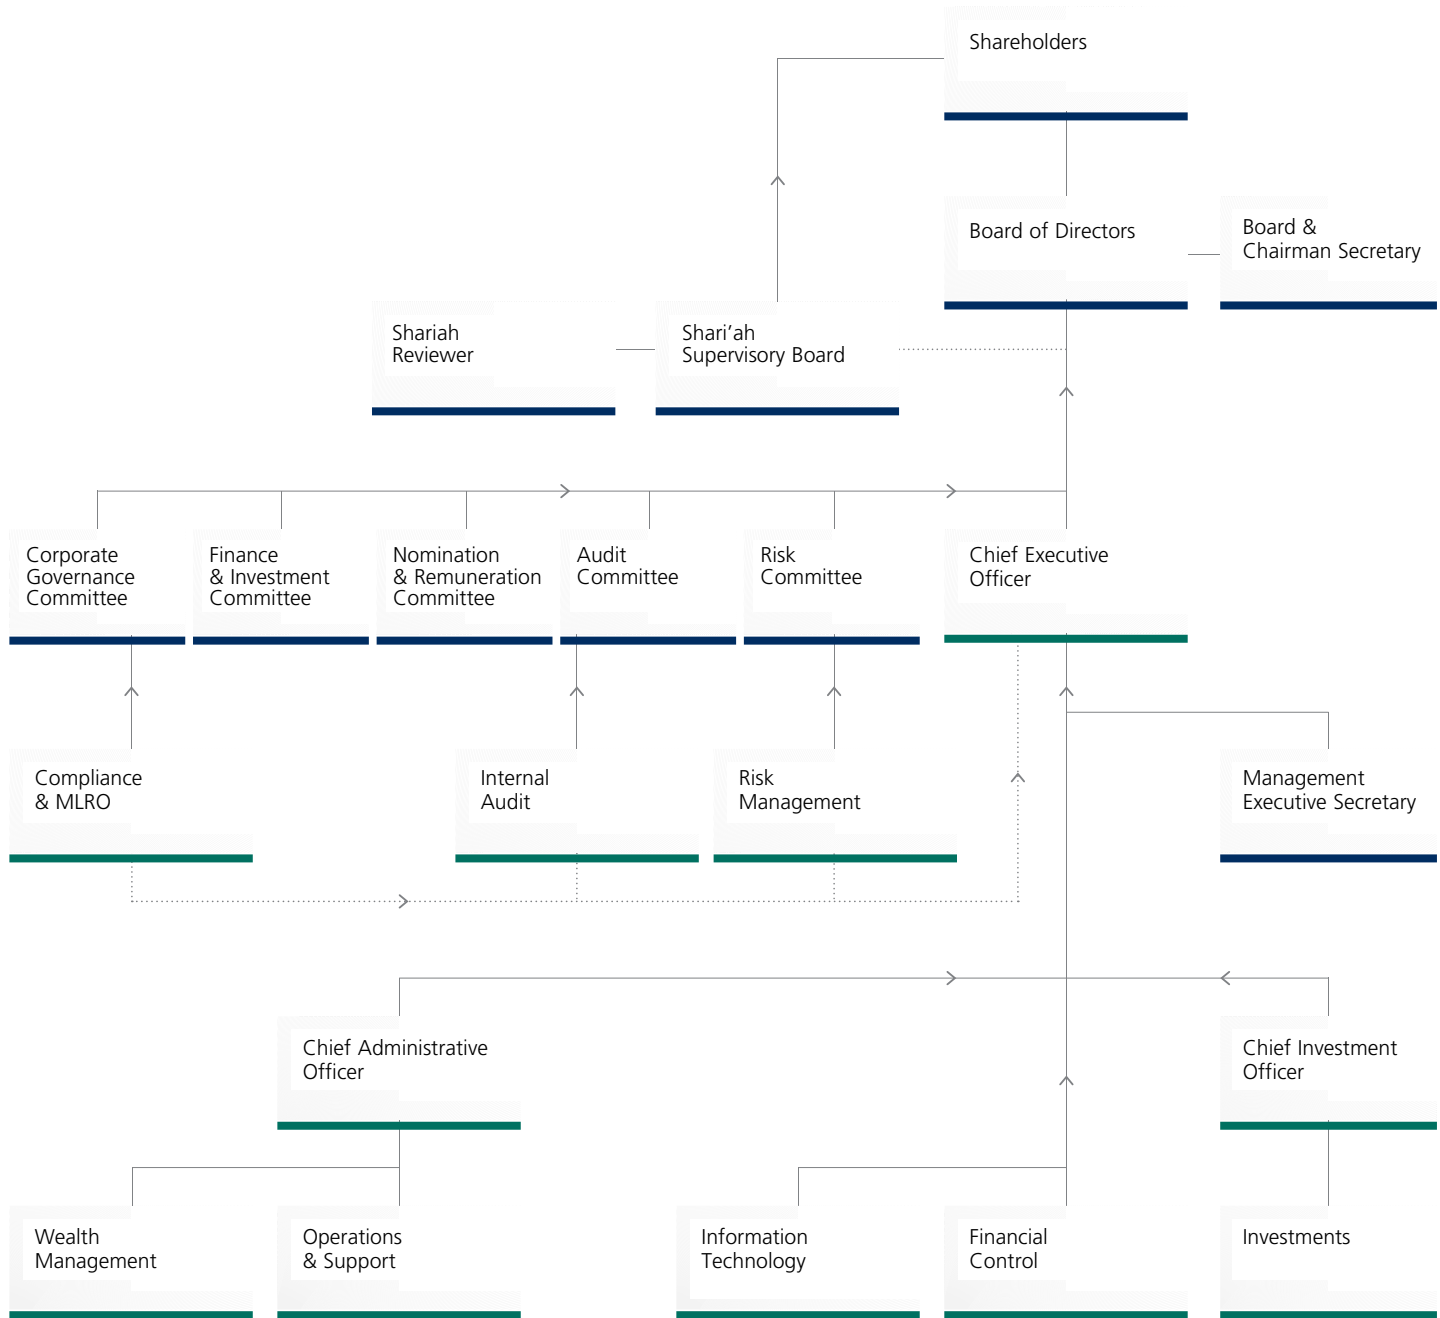 Shareholders
Board of Directors
Board &
Chairman Secretary
Shariah
Reviewer
Shari’ah
Supervisory Board
Corporate
Governance
Committee
Finance
& Investment
Committee
Nomination
& Remuneration
Committee
Audit
Committee
Risk
Committee
Chief Executive
Officer
Compliance
& MLRO
Internal
Audit
Risk
Management
Management
Executive Secretary
Chief Administrative
Officer
Chief Investment
Officer
Wealth
Management
Operations
& Support
Information
Technology
Financial
Control
Investments